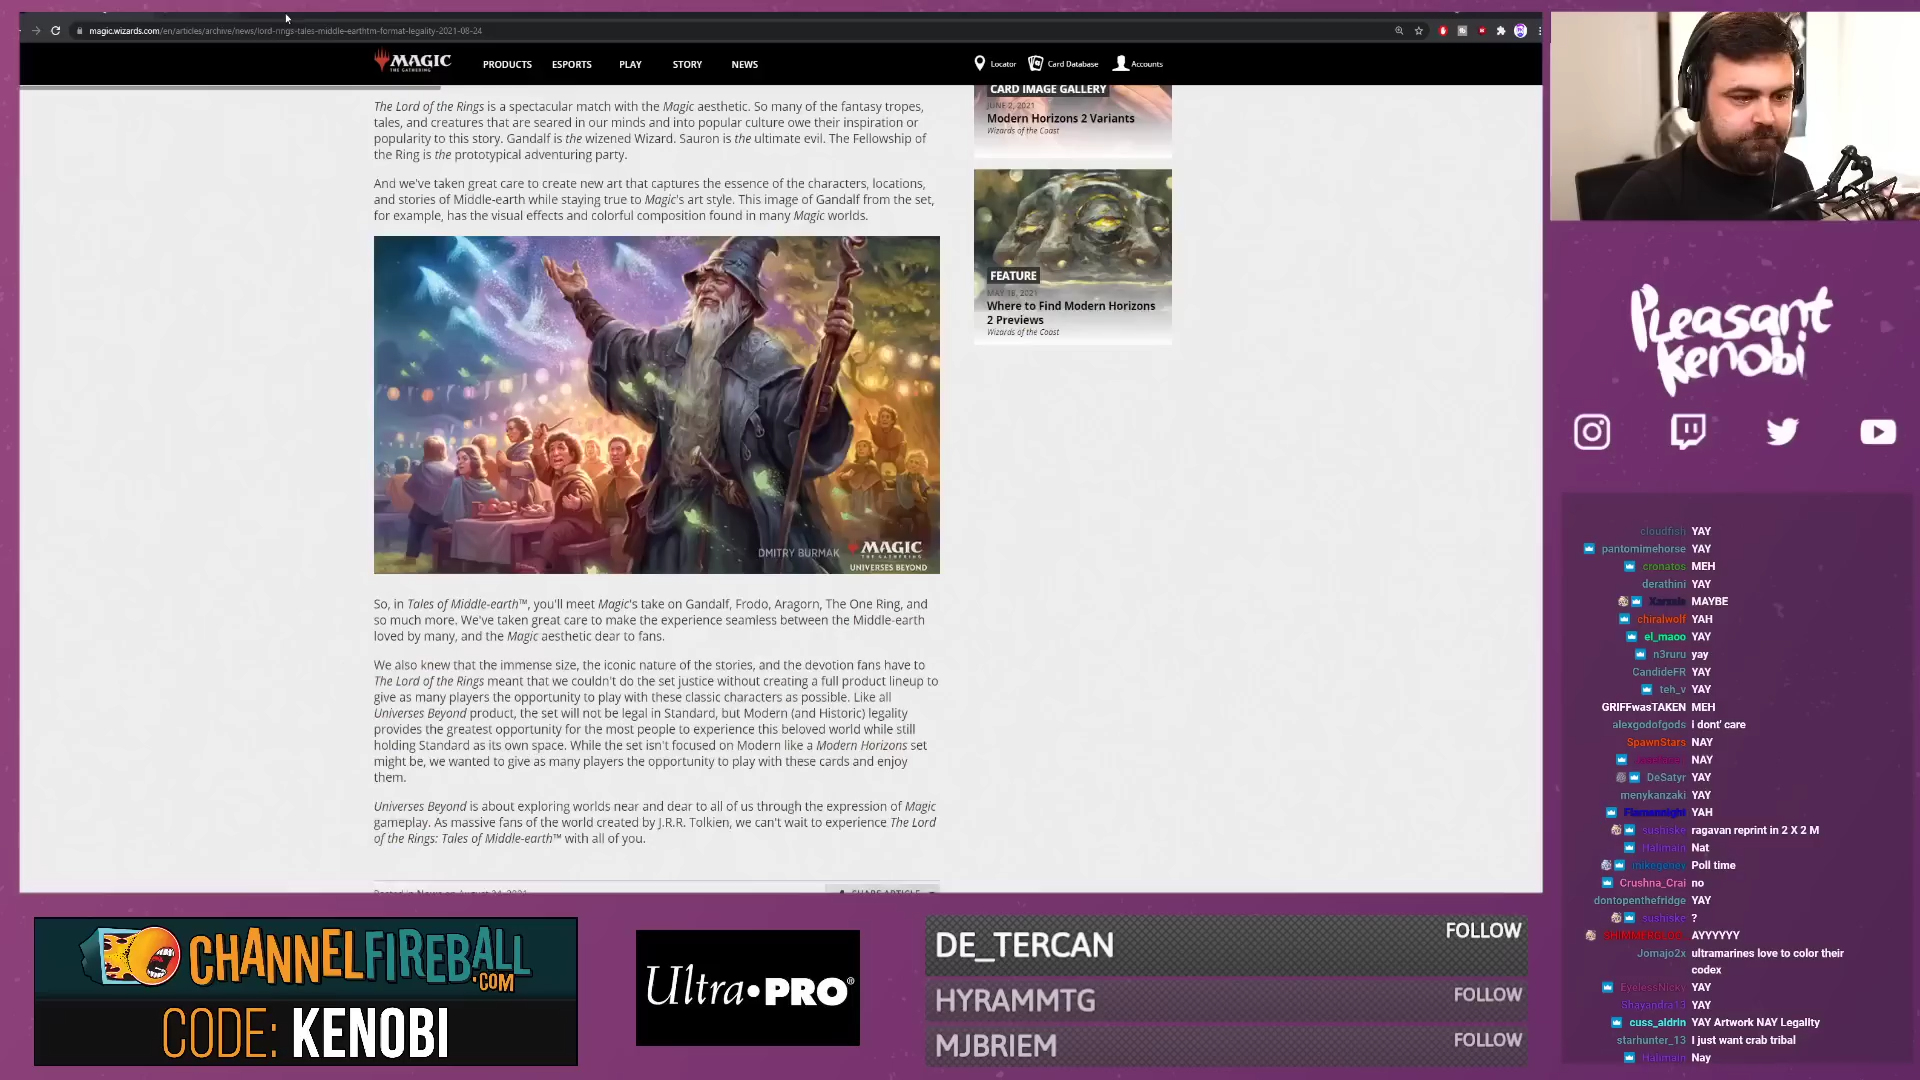 magic.wizards.com/en/articles/archive/news/lord-rings-tales-middle-earthtm-format-legality-2021-08-24
MAGIC
THE GATHERING
PRODUCTS ESPORTS PLAY STORY NEWS
Locator Card Database Accounts
The Lord of the Rings is a spectacular match with the Magic aesthetic. So many of the fantasy tropes,
tales, and creatures that are seared in our minds and into popular culture owe their inspiration or
popularity to this story. Gandalf is the wizened Wizard. Sauron is the ultimate evil. The Fellowship of
the Ring is the prototypical adventuring party.
And we've taken great care to create new art that captures the essence of the characters, locations,
and stories of Middle-earth while staying true to Magic's art style. This image of Gandalf from the set,
for example, has the visual effects and colorful composition found in many Magic worlds.
DMITRY BURMAK
MAGIC
THE GATHERING
UNIVERSES BEYOND
So, in Tales of Middle-earth™, you'll meet Magic's take on Gandalf, Frodo, Aragorn, The One Ring, and
so much more. We've taken great care to make the experience seamless between the Middle-earth
loved by many, and the Magic aesthetic dear to fans.
We also knew that the immense size, the iconic nature of the stories, and the devotion fans have to
The Lord of the Rings meant that we couldn't do the set justice without creating a full product lineup to
give as many players the opportunity to play with these classic characters as possible. Like all
Universes Beyond product, the set will not be legal in Standard, but Modern (and Historic) legality
provides the greatest opportunity for the most people to experience this beloved world while still
holding Standard as its own space. While the set isn't focused on Modern like a Modern Horizons set
might be, we wanted to give as many players the opportunity to play with these cards and enjoy
them.
Universes Beyond is about exploring worlds near and dear to all of us through the expression of Magic
gameplay. As massive fans of the world created by J.R.R. Tolkien, we can't wait to experience The Lord
of the Rings: Tales of Middle-earth™ with all of you.
Posted in News on August 24, 2021
SHARE ARTICLE
CARD IMAGE GALLERY
JUNE 2, 2021
Modern Horizons 2 Variants
Wizards of the Coast
FEATURE
MAY 18, 2021
Where to Find Modern Horizons
2 Previews
Wizards of the Coast
Pleasant
Kenobi
cloudfish YAY
pantomimehorse YAY
cronatos MEH
derathini YAY
MAYBE
chiralwolf YAH
el_maoo YAY
n3ruru yay
CandideFR YAY
teh_v YAY
GRIFFwasTAKEN MEH
alexgodofgods i dont' care
SpawnStars NAY
NAY
DeSatyr YAY
menykanzaki YAY
YAH
sushiske ragavan reprint in 2 X 2 M
Halimain Nat
Poll time
Crushna_Crai no
dontopenthefridge YAY
sushiske ?
AYYYYYY
Jomajo2x ultramarines love to color their
codex
EyelessNicky YAY
Shayandra13 YAY
cuss_aldrin YAY Artwork NAY Legality
starhunter_13 I just want crab tribal
Halimain Nay
CHANNELFIREBALL
.COM
CODE: KENOBI
Ultra•PRO®
DE_TERCAN FOLLOW
HYRAMMTG FOLLOW
MJBRIEM FOLLOW